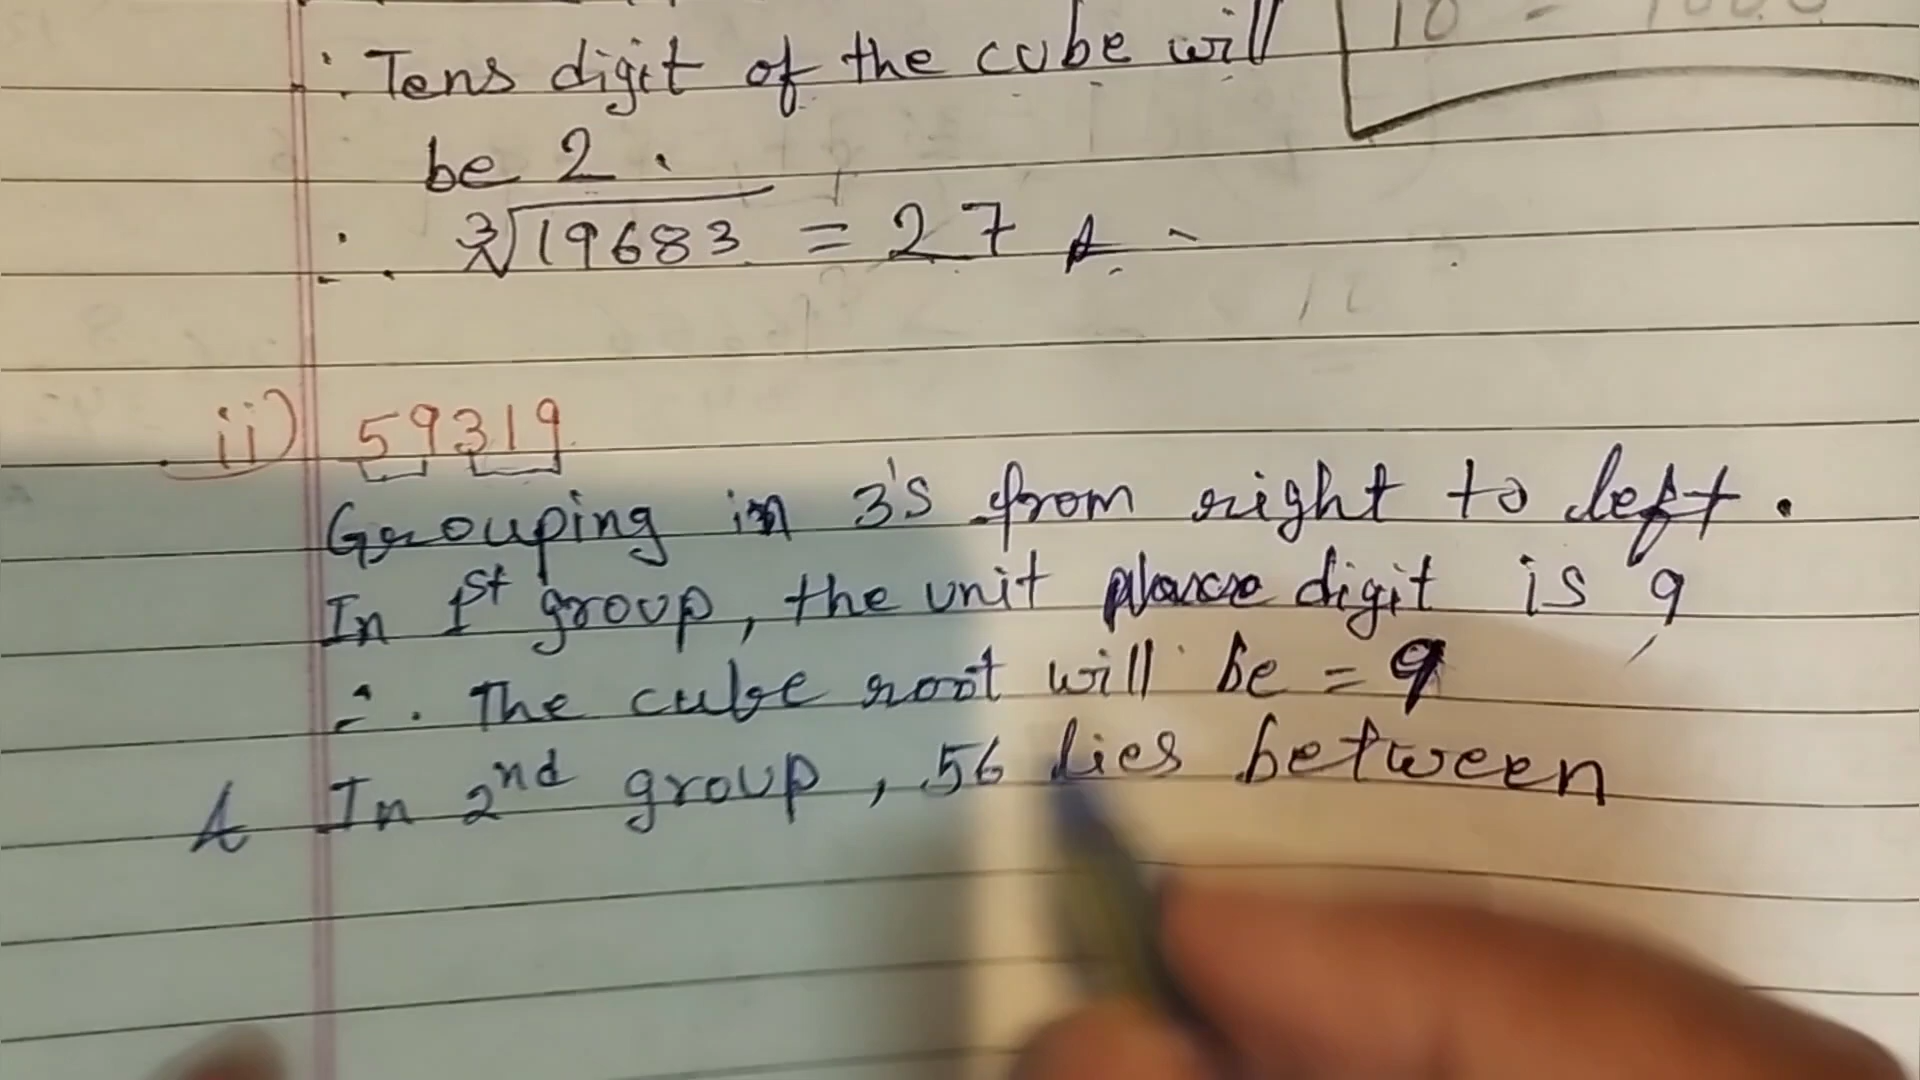 ∴ Tens digit of the cube will
be 2.
∴ ∛19683 = 27
ii) 59319
Grouping in 3's from right to left.
In 1st group, the unit place digit is 9
∴ The cube root will be = 9
In 2nd group, 56 lies between